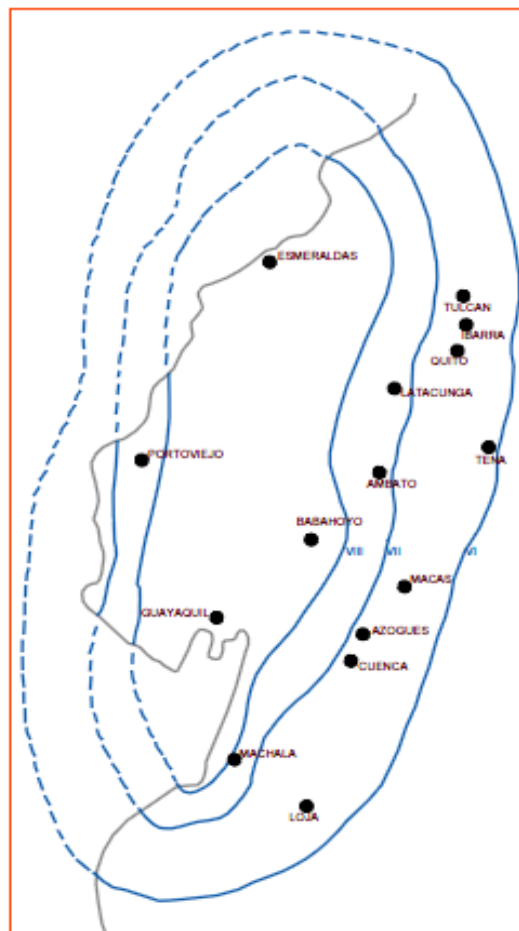 ESMERALDAS
TULCAN
IBARRA
QUITO
LATACUNGA
PORTOVIEJO
TENA
AMBATO
BABAHOYO
VIII
VII
VI
MACAS
GUAYAQUIL
AZOGUES
CUENCA
MACHALA
LOJA